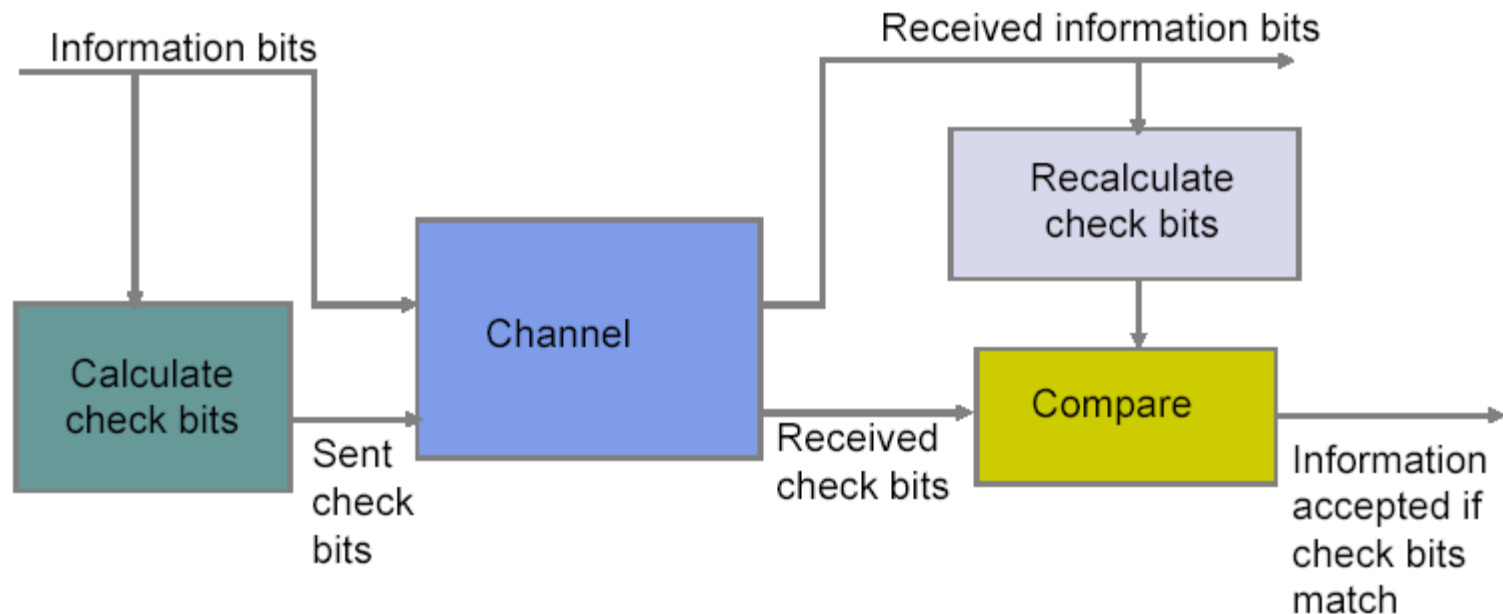 Information bits
Received information bits
Recalculate
check bits
Channel
Calculate
check bits
Compare
Sent
check
bits
Received
check bits
Information
accepted if
check bits
match